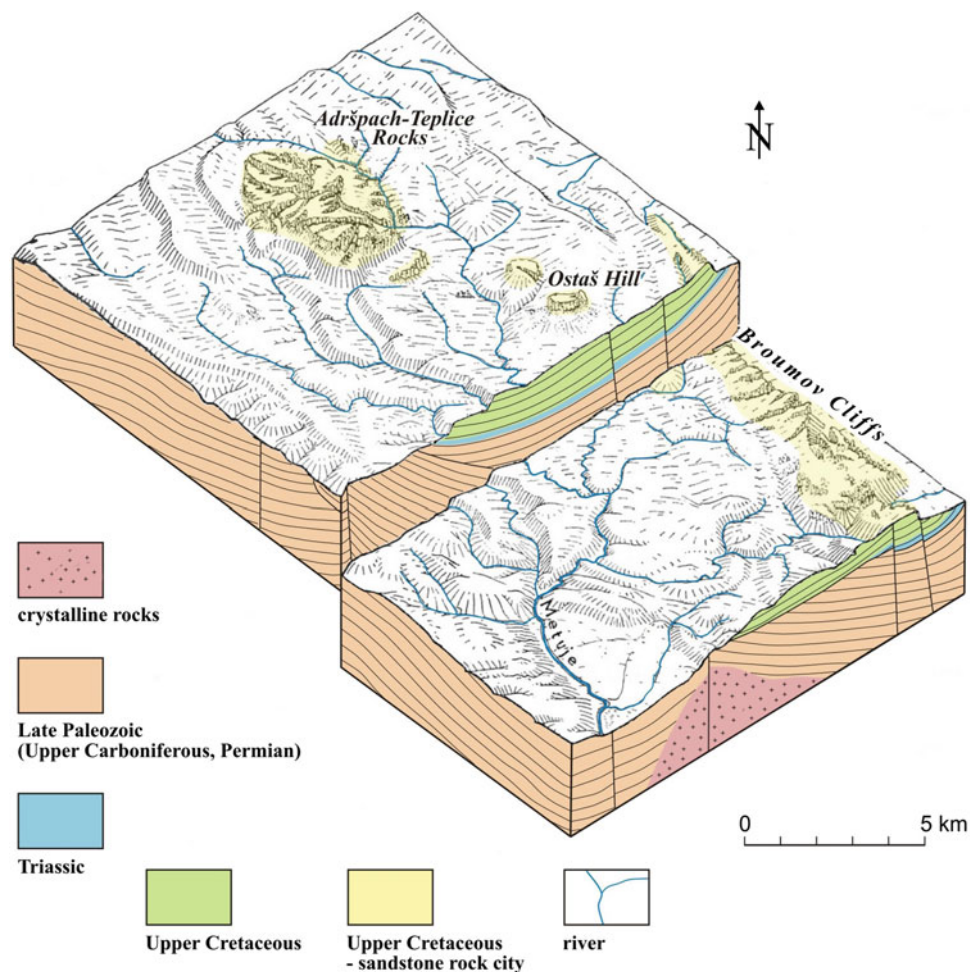 Adršpach-Teplice
Rocks
N
Ostaš Hill
Broumov Cliffs
Metuje
crystalline rocks
Late Paleozoic
(Upper Carboniferous, Permian)
Triassic
0 5 km
Upper Cretaceous
Upper Cretaceous
- sandstone rock city
river